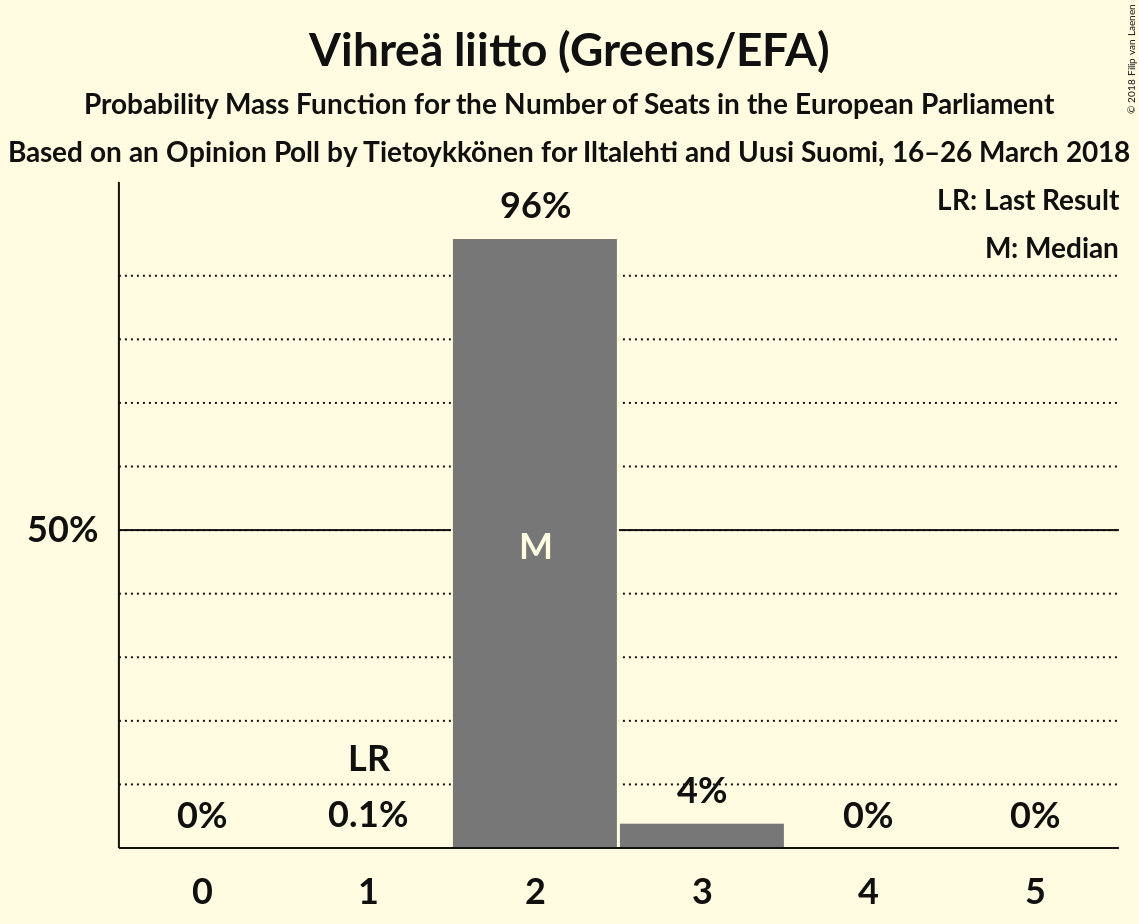 Vihreä liitto (Greens/EFA)
Probability Mass Function for the Number of Seats in the European Parliament
Based on an Opinion Poll by Tietoykkönen for Iltalehti and Uusi Suomi, 16–26 March 2018
© 2018 Filip van Laenen
LR: Last Result
M: Median
96%
50%
M
LR
0%
0.1%
4%
0%
0%
0
1
2
3
4
5